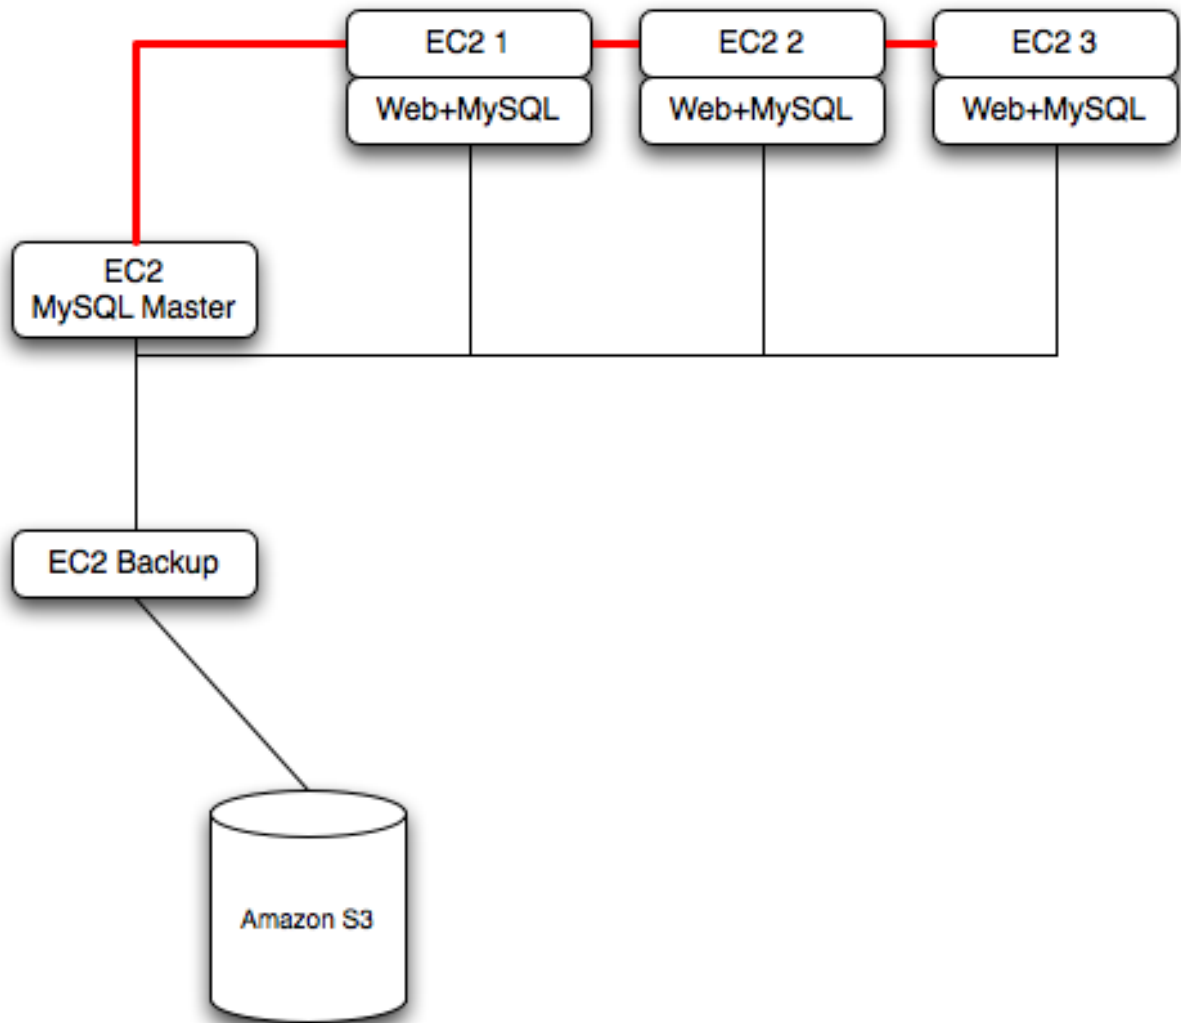 EC2 1
EC2 2
EC2 3
Web+MySQL
Web+MySQL
Web+MySQL
EC2
MySQL Master
EC2 Backup
Amazon S3